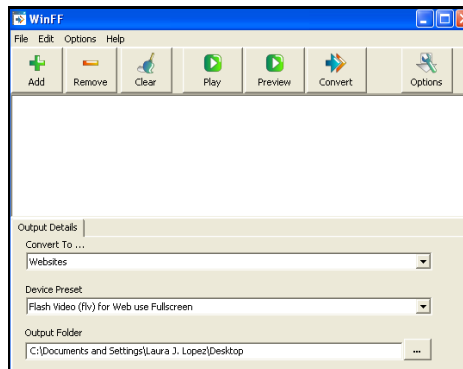 WinFF
File Edit Options Help
Add Remove Clear Play Preview Convert Options
Output Details
Convert To ...
Websites
Device Preset
Flash Video (flv) for Web use Fullscreen
Output Folder
C:\Documents and Settings\Laura J. Lopez\Desktop ...